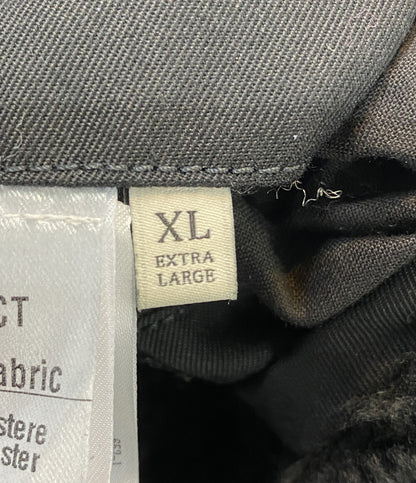 XL
EXTRA
LARGE
CT
abric
stere
ster